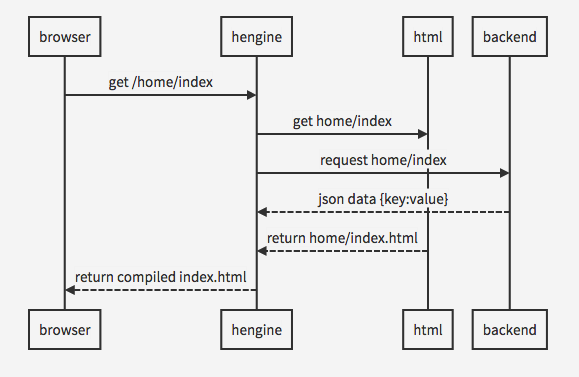 browser hengine html backend
get /home/index
get home/index
request home/index
json data {key:value}
return home/index.html
return compiled index.html
browser hengine html backend